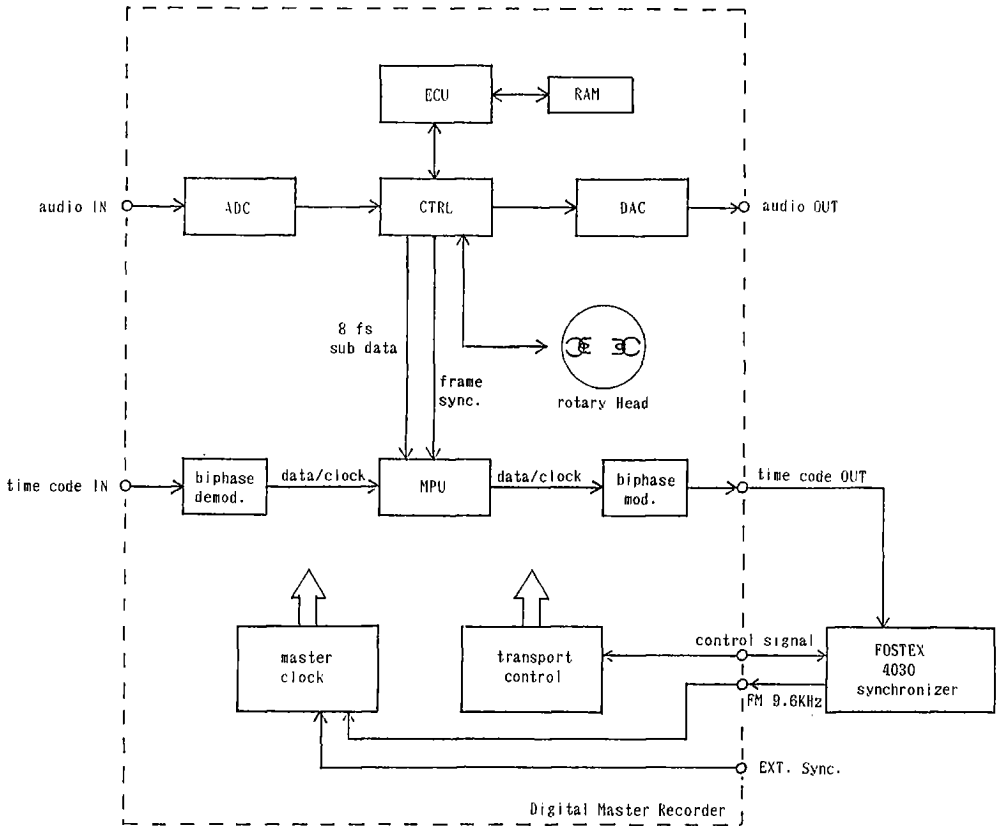 ECU
RAM
audio IN
ADC
CTRL
DAC
audio OUT
8 fs
sub data
frame
sync.
rotary Head
time code IN
biphase
demod.
data/clock
MPU
data/clock
biphase
mod.
time code OUT
master
clock
transport
control
control signal
FOSTEX
4030
synchronizer
FM 9.6KHz
EXT. Sync.
Digital Master Recorder